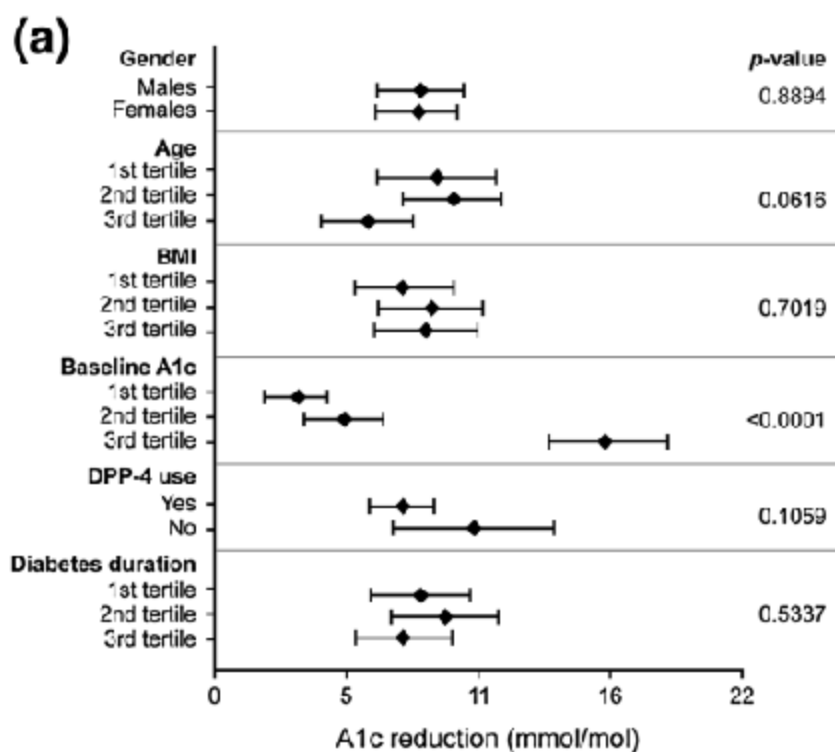 (a)
Gender p-value
Males
Females
0.8894
Age
1st tertile
2nd tertile
3rd tertile
0.0616
BMI
1st tertile
2nd tertile
3rd tertile
0.7019
Baseline A1c
1st tertile
2nd tertile
3rd tertile
<0.0001
DPP-4 use
Yes
No
0.1059
Diabetes duration
1st tertile
2nd tertile
3rd tertile
0.5337
0 5 11 16 22
A1c reduction (mmol/mol)